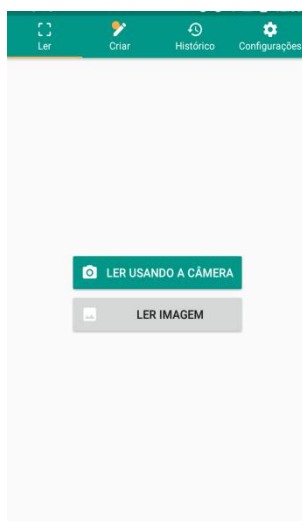 Ler
Criar
Histórico
Configurações
LER USANDO A CÂMERA
LER IMAGEM